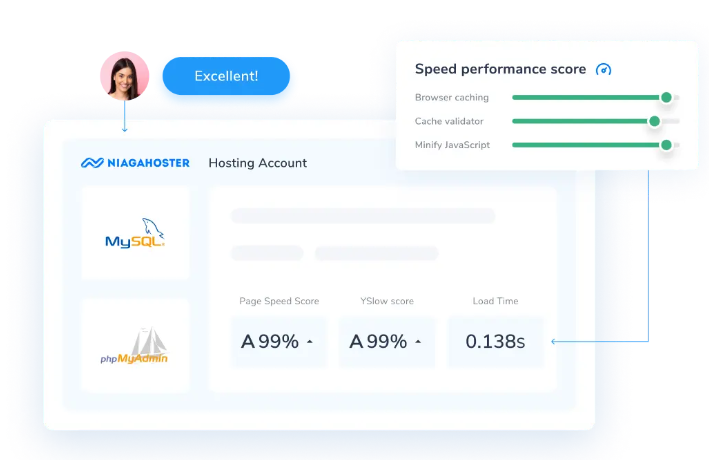 Excellent!
Speed performance score
Browser caching
Cache validator
Minify JavaScript
NIAGAHOSTER
Hosting Account
MySQL
phpMyAdmin
Page Speed Score YSlow score Load Time
A 99% A 99% 0.138s